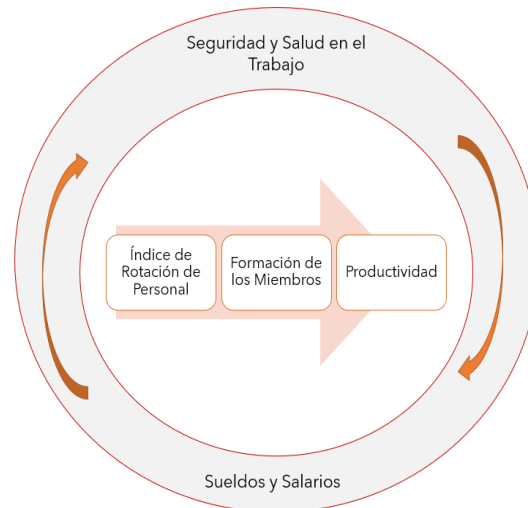 Seguridad y Salud en el
Trabajo
Índice de
Rotación de
Personal
Formación de
los Miembros
Productividad
Sueldos y Salarios